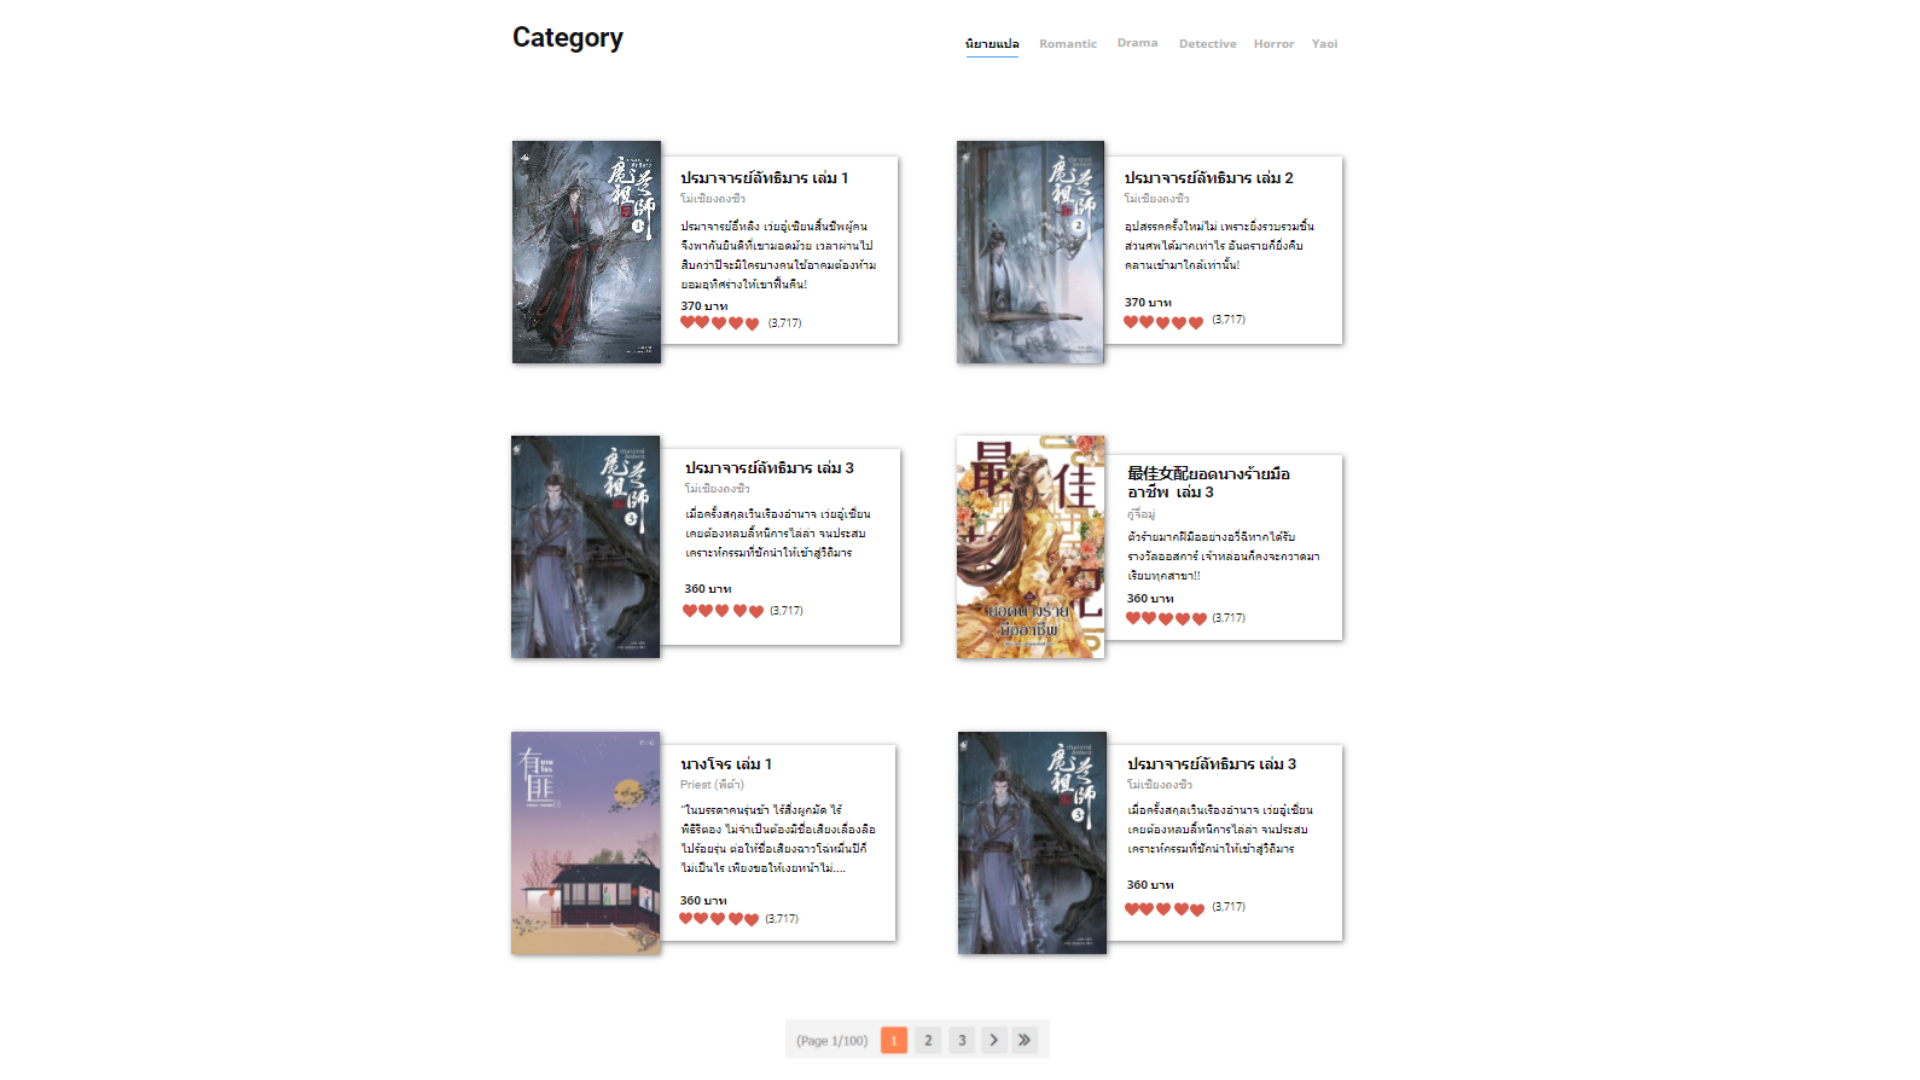 Category
นิยายแปล Romantic Drama Detective Horror Yaoi
魔道祖師
1
ปรมาจารย์ลัทธิมาร เล่ม 1
โม่เซียงถงซิ่ว
ปรมาจารย์อี๋หลิง เว่ยอู๋เซียนสิ้นชีพผู้คน
จึงพากันยินดีที่เขามอดม้วย เวลาผ่านไป
สิบกว่าปีจะมีใครบางคนใช้อาคมต้องห้าม
ยอมอุทิศร่างให้เขาฟื้นคืน!
370 บาท
(3,717)
魔道祖師
2
ปรมาจารย์ลัทธิมาร เล่ม 2
โม่เซียงถงซิ่ว
อุปสรรคครั้งใหม่ไม่ เพราะยิ่งรวบรวมชิ้น
ส่วนศพได้มากเท่าไร อันตรายก็ยิ่งคืบ
คลานเข้ามาใกล้เท่านั้น!
370 บาท
(3,717)
魔道祖師
3
ปรมาจารย์ลัทธิมาร เล่ม 3
โม่เซียงถงซิ่ว
เมื่อครั้งสกุลเวินเรืองอำนาจ เว่ยอู๋เซี่ยน
เคยต้องหลบลี้หนีการไล่ล่า จนประสบ
เคราะห์กรรมที่ชักนำให้เข้าสู่วิถีมาร
360 บาท
(3,717)
最佳
配
ยอดนางร้าย
มืออาชีพ
最佳女配ยอดนางร้ายมือ
อาชีพ เล่ม 3
ตัวร้ายมากฝีมืออย่างอวี๋ฉิหากได้รับ
รางวัลออสการ์ เจ้าหล่อนก็คงจะกวาดมา
เรียบทุกสาขา!!
360 บาท
(3,717)
有匪
นาง
โจร
นางโจร เล่ม 1
Priest (พีต้า)
“ในบรรดาคนรุ่นข้า ไร้สิ่งผูกมัด ไร้
พิธีรีตอง ไม่จำเป็นต้องมีชื่อเสียงเลื่องลือ
ไปร้อยรุ่น ต่อให้ชื่อเสียงฉาวโฉ่หมื่นปีก็
ไม่เป็นไร เพียงขอให้เงยหน้าไม่....
360 บาท
(3,717)
魔道祖師
3
ปรมาจารย์ลัทธิมาร เล่ม 3
โม่เซียงถงซิ่ว
เมื่อครั้งสกุลเวินเรืองอำนาจ เว่ยอู๋เซี่ยน
เคยต้องหลบลี้หนีการไล่ล่า จนประสบ
เคราะห์กรรมที่ชักนำให้เข้าสู่วิถีมาร
360 บาท
(3,717)
(Page 1/100) 1 2 3